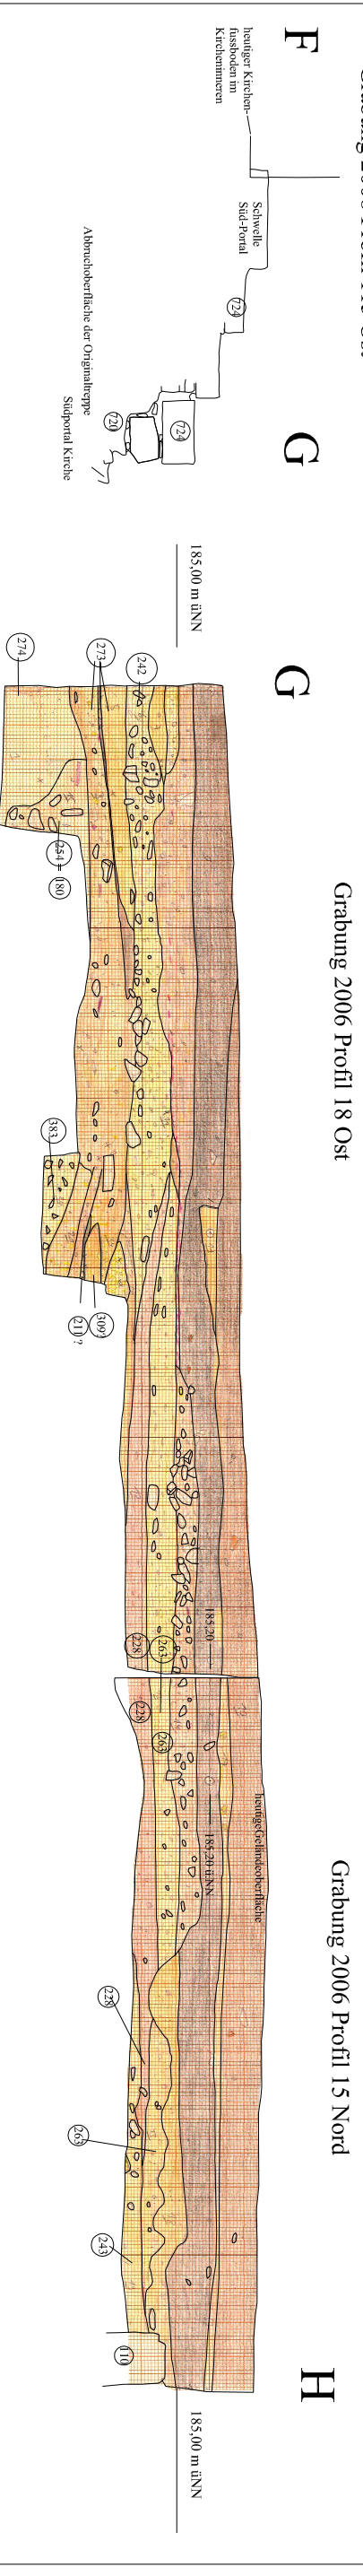 F
G
G
H
Grabung 2006 Profil 18 Ost
Grabung 2006 Profil 15 Nord
heutiger Kirchen-
fussboden im
Kircheninneren
Schwelle
Süd-Portal
724
724
720
Abbruchoberfläche der Originaltreppe
Südportal Kirche
185,00 m üNN
242
273
274
254 = 180
383
309?
211 ?
185,20
263
228
228
263
185,20 ü.NN
heutige Geländeoberfläche
228
263
243
110
185,00 m üNN